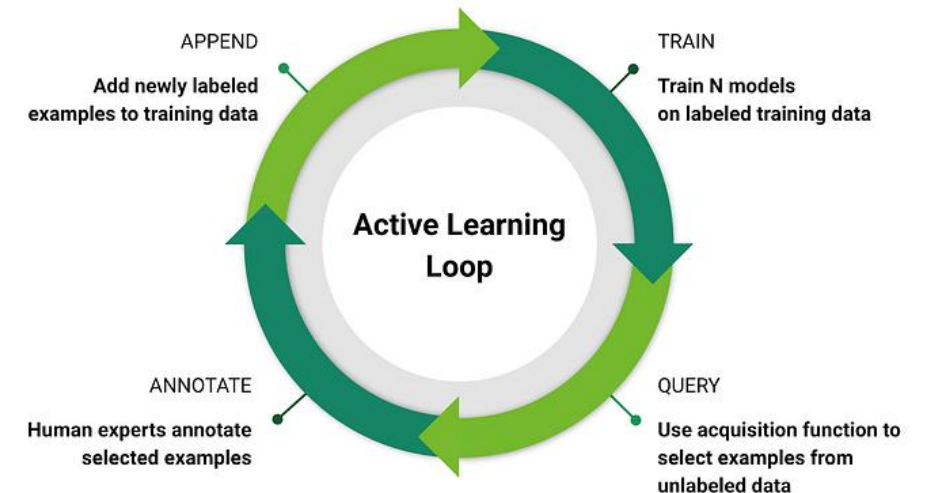 APPEND
Add newly labeled
examples to training data
TRAIN
Train N models
on labeled training data
Active Learning
Loop
ANNOTATE
Human experts annotate
selected examples
QUERY
Use acquisition function to
select examples from
unlabeled data